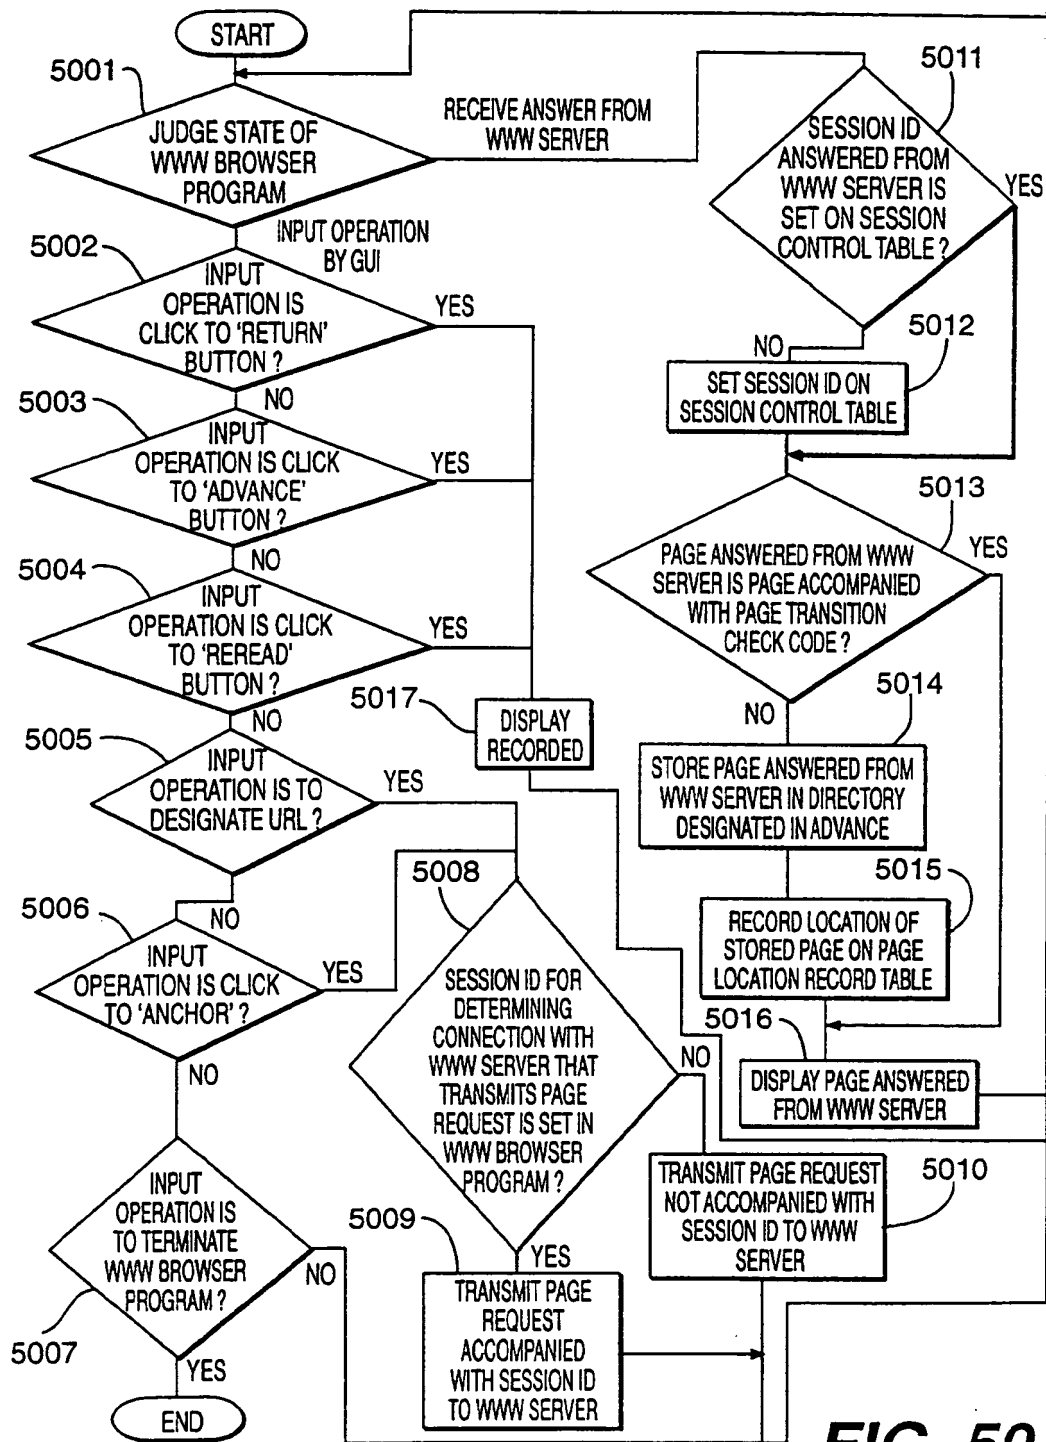 START
5001
JUDGE STATE OF
WWW BROWSER
PROGRAM
RECEIVE ANSWER FROM
WWW SERVER
INPUT OPERATION
BY GUI
5002
INPUT
OPERATION IS
CLICK TO ‘RETURN’
BUTTON ?
YES
NO
5003
INPUT
OPERATION IS CLICK
TO ‘ADVANCE’
BUTTON ?
YES
NO
5004
INPUT
OPERATION IS CLICK
TO ‘REREAD’
BUTTON ?
YES
NO
5017
DISPLAY
RECORDED
5005
INPUT
OPERATION IS TO
DESIGNATE URL ?
YES
NO
5006
INPUT
OPERATION IS CLICK
TO ‘ANCHOR’ ?
YES
NO
5007
INPUT
OPERATION IS
TO TERMINATE
WWW BROWSER
PROGRAM ?
NO
YES
END
5008
SESSION ID FOR
DETERMINING
CONNECTION WITH
WWW SERVER THAT
TRANSMITS PAGE
REQUEST IS SET IN
WWW BROWSER
PROGRAM ?
NO
YES
5009
TRANSMIT PAGE
REQUEST
ACCOMPANIED
WITH SESSION ID
TO WWW SERVER
5010
TRANSMIT PAGE REQUEST
NOT ACCOMPANIED WITH
SESSION ID TO WWW
SERVER
5011
SESSION ID
ANSWERED FROM
WWW SERVER IS
SET ON SESSION
CONTROL TABLE ?
YES
NO
5012
SET SESSION ID ON
SESSION CONTROL TABLE
5013
PAGE ANSWERED FROM WWW
SERVER IS PAGE ACCOMPANIED
WITH PAGE TRANSITION
CHECK CODE ?
YES
NO
5014
STORE PAGE ANSWERED FROM
WWW SERVER IN DIRECTORY
DESIGNATED IN ADVANCE
5015
RECORD LOCATION OF
STORED PAGE ON PAGE
LOCATION RECORD TABLE
5016
DISPLAY PAGE ANSWERED
FROM WWW SERVER
FIG. 50